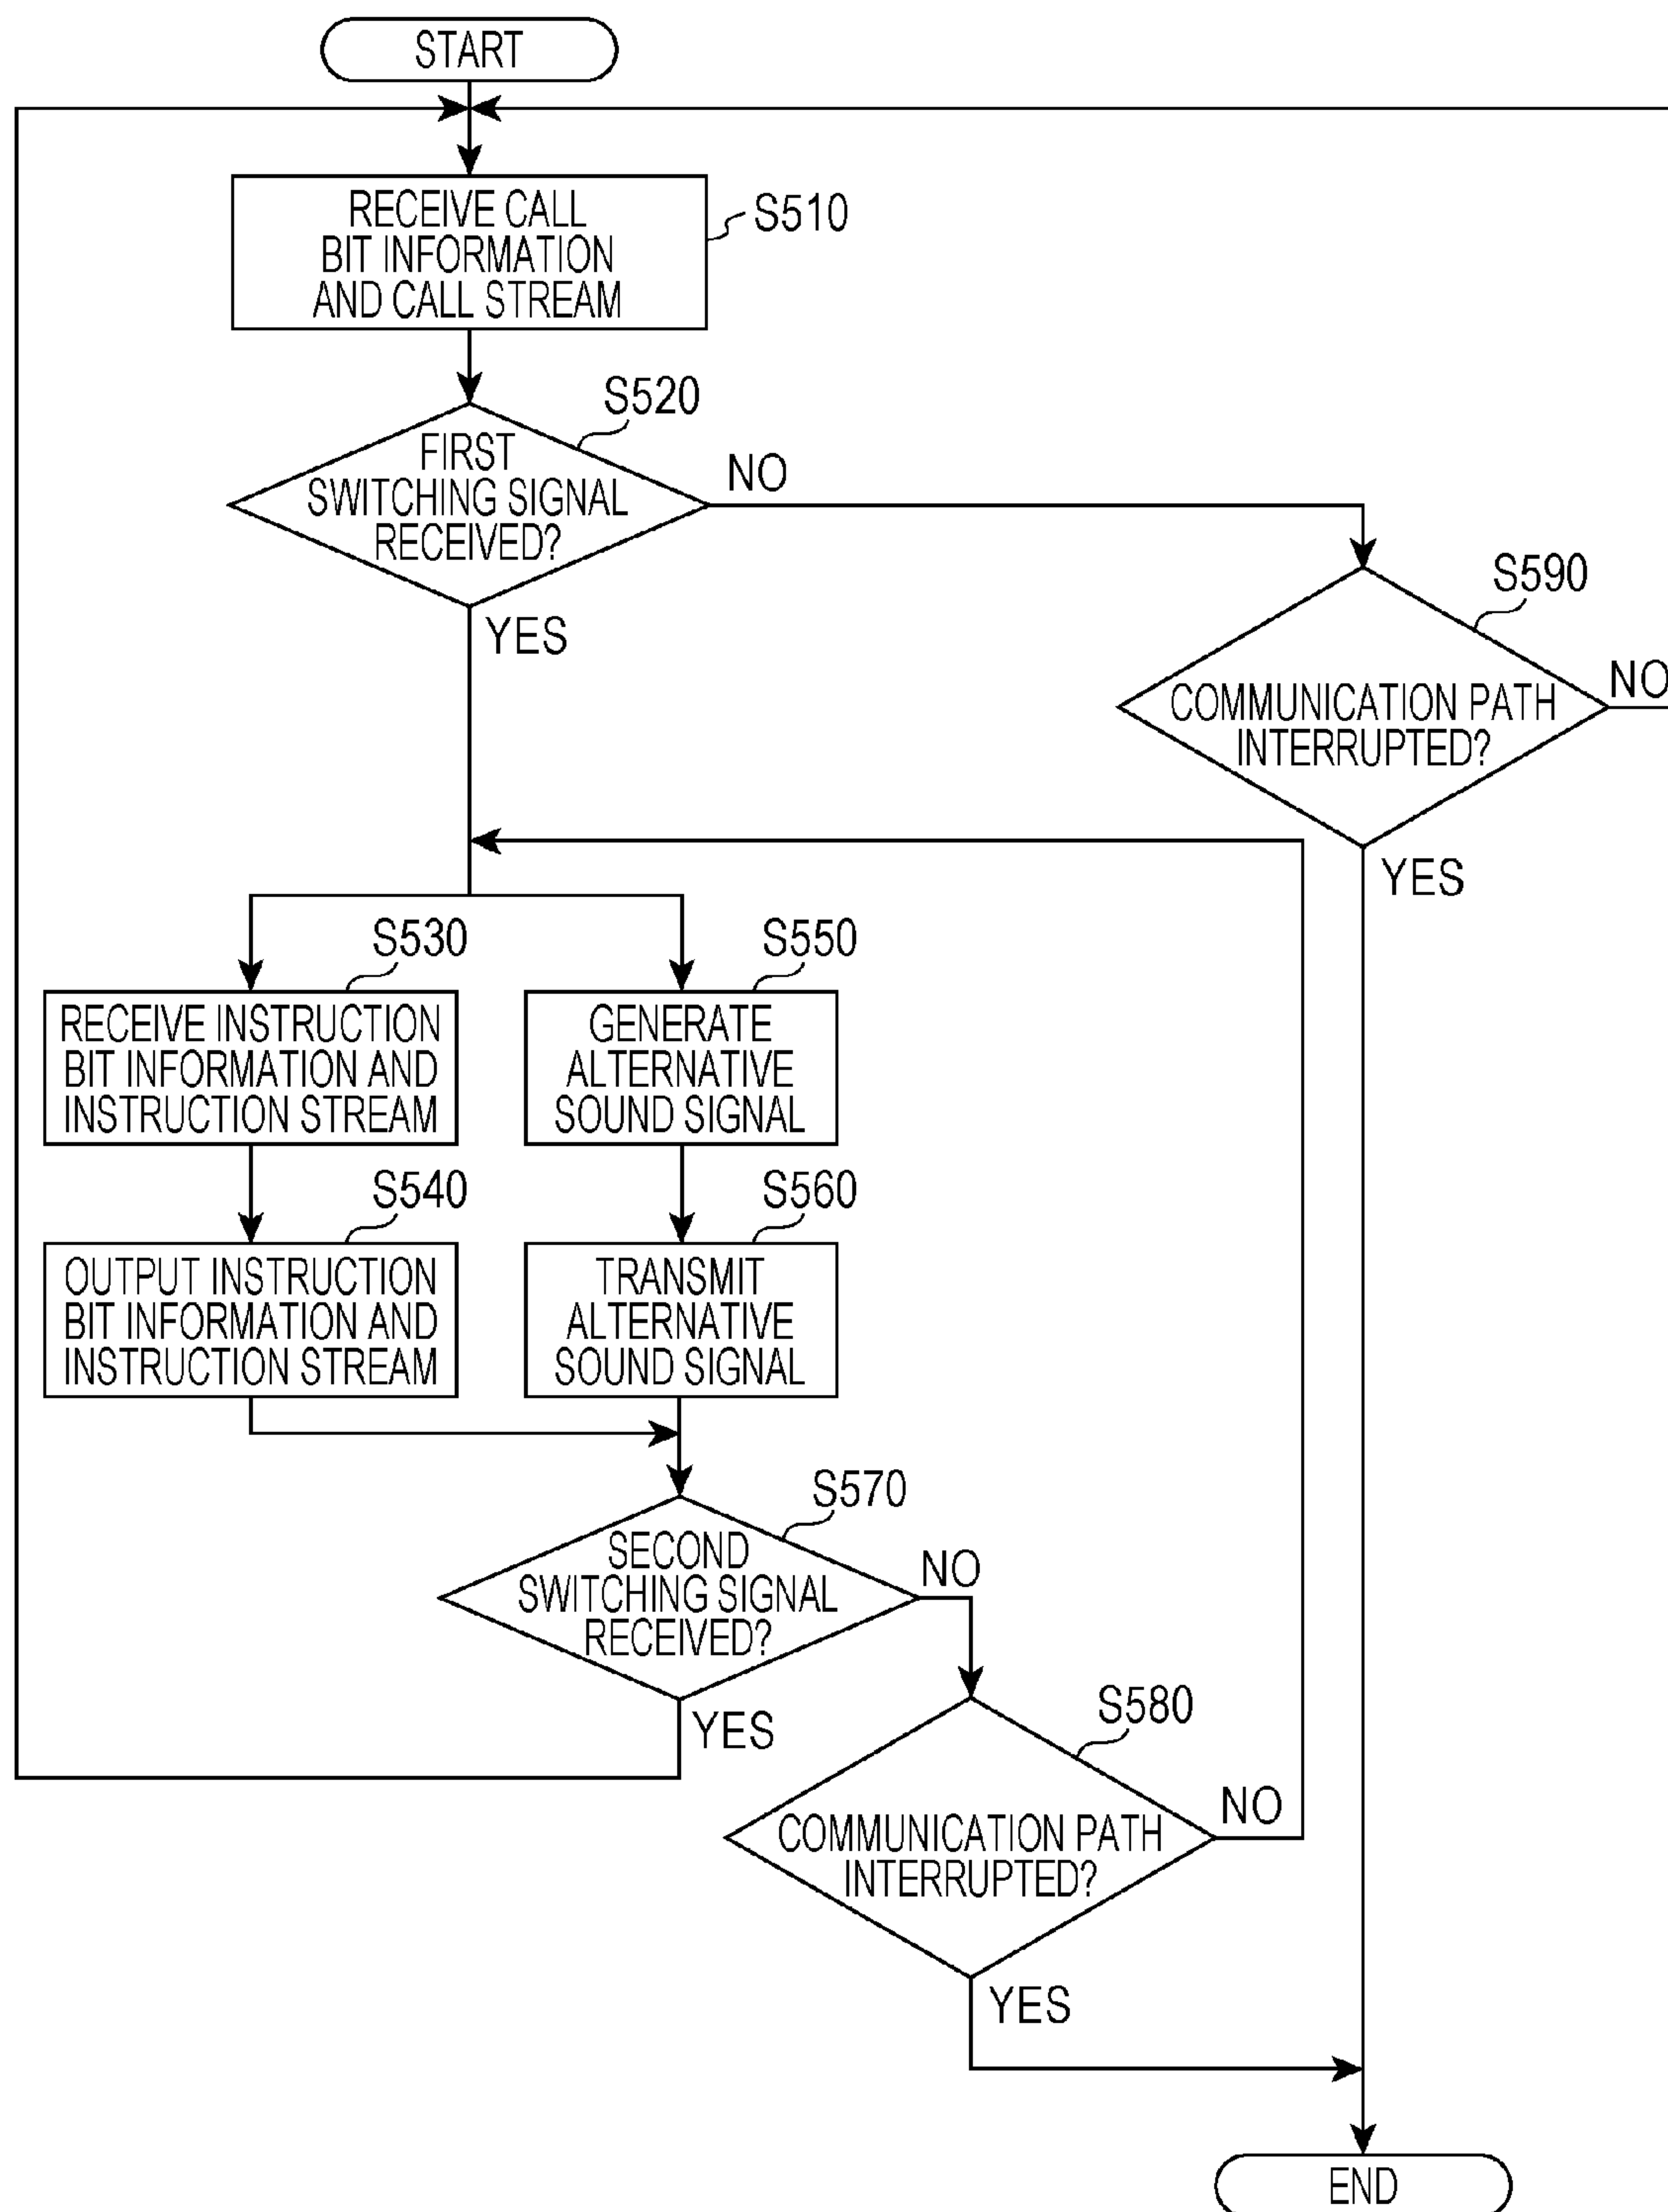 START
RECEIVE CALL
BIT INFORMATION
AND CALL STREAM
S510
S520
FIRST
SWITCHING SIGNAL
RECEIVED?
NO
YES
S590
COMMUNICATION PATH
INTERRUPTED?
NO
YES
S530
RECEIVE INSTRUCTION
BIT INFORMATION AND
INSTRUCTION STREAM
S550
GENERATE
ALTERNATIVE
SOUND SIGNAL
S540
OUTPUT INSTRUCTION
BIT INFORMATION AND
INSTRUCTION STREAM
S560
TRANSMIT
ALTERNATIVE
SOUND SIGNAL
S570
SECOND
SWITCHING SIGNAL
RECEIVED?
NO
YES
S580
COMMUNICATION PATH
INTERRUPTED?
NO
YES
END